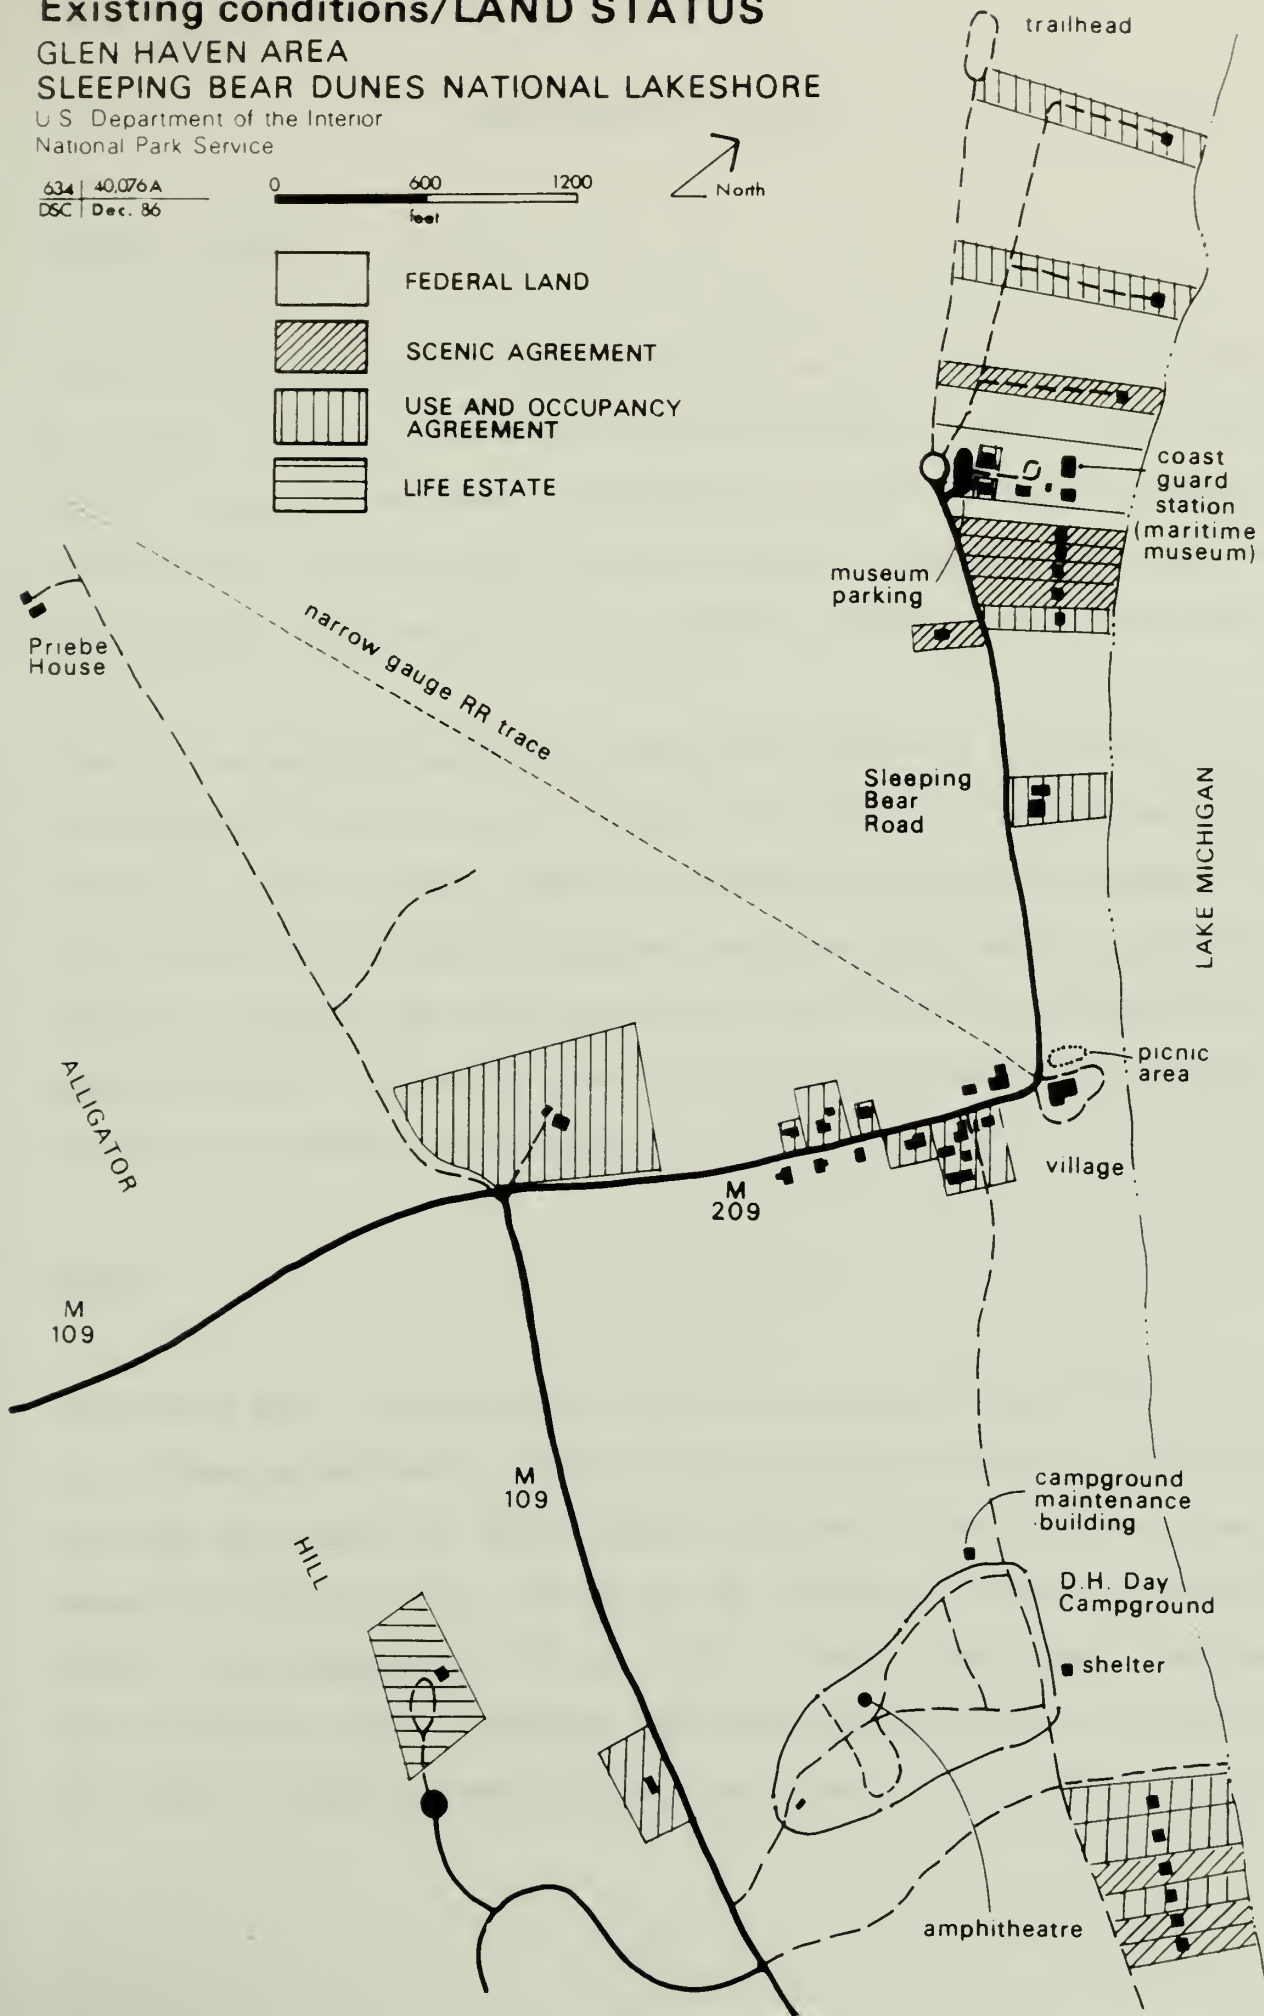 Existing conditions/LAND STATUS
GLEN HAVEN AREA
SLEEPING BEAR DUNES NATIONAL LAKESHORE
U S Department of the Interior
National Park Service
634 | 40,076A
DSC | Dec. 86
0 600 1200
feet
North
FEDERAL LAND
SCENIC AGREEMENT
USE AND OCCUPANCY
AGREEMENT
LIFE ESTATE
trailhead
coast
guard
station
(maritime
museum)
museum
parking
Priebe
House
narrow gauge RR trace
Sleeping
Bear
Road
LAKE MICHIGAN
picnic
area
village
ALLIGATOR
M
209
M
109
M
109
HILL
campground
maintenance
building
D.H. Day
Campground
shelter
amphitheatre